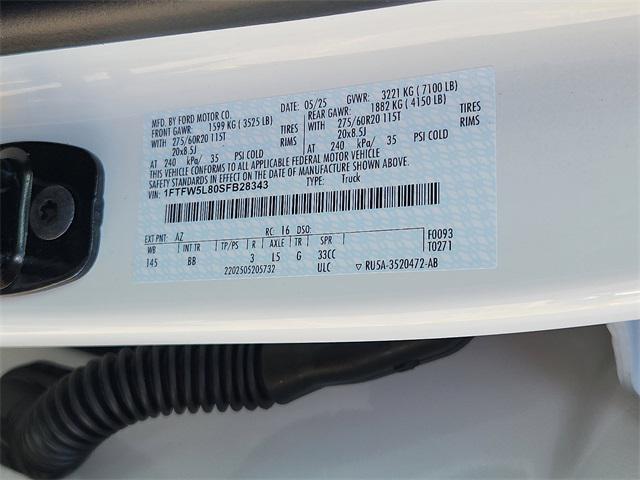 MFD. BY FORD MOTOR CO. DATE: 05/25 GVWR: 3221 KG ( 7100 LB)
FRONT GAWR: 1599 KG ( 3525 LB) REAR GAWR: 1882 KG ( 4150 LB)
WITH 275/60R20 115T TIRES WITH 275/60R20 115T TIRES
20x8.5J RIMS 20x8.5J RIMS
AT 240 kPa/ 35 PSI COLD AT 240 kPa/ 35 PSI COLD
THIS VEHICLE CONFORMS TO ALL APPLICABLE FEDERAL MOTOR VEHICLE
SAFETY STANDARDS IN EFFECT ON THE DATE OF MANUFACTURE SHOWN ABOVE.
VIN: 1FTFW5L80SFB28343 TYPE: Truck
EXT PNT: AZ RC: 16 DSO: F0093
WB INT TR TP/PS R AXLE TR SPR T0271
145 BB 3 L5 G 33CC
2202505205732 ULC ▽ RU5A-3520472-AB